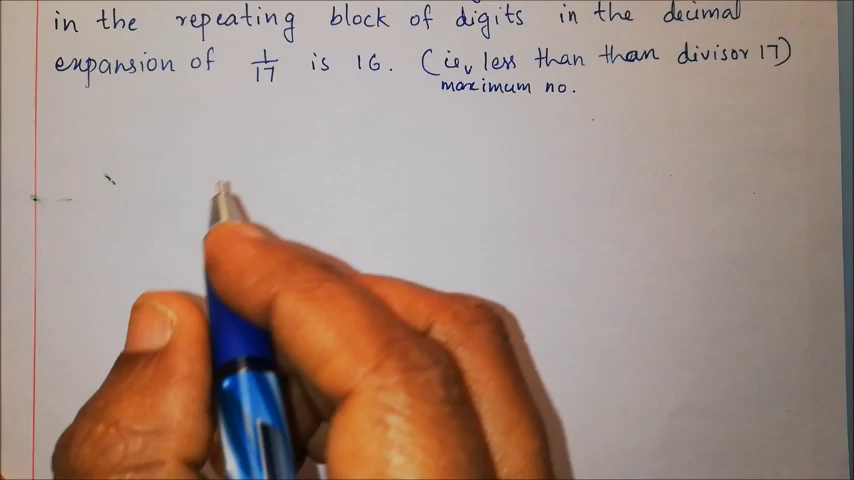 in the repeating block of digits in the decimal
expansion of 1/17 is 16. (ie, less than than divisor 17)
maximum no.